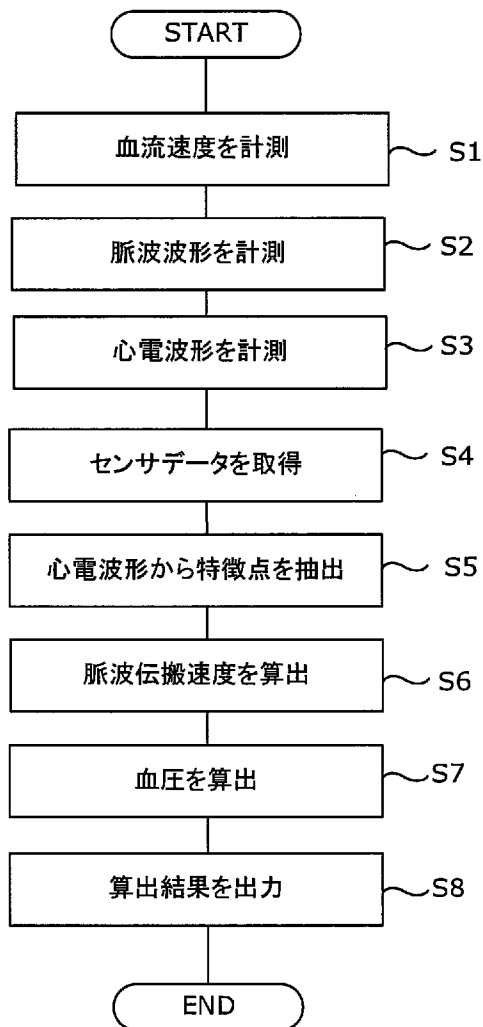 START
血流速度を計測
S1
脈波波形を計測
S2
心電波形を計測
S3
センサデータを取得
S4
心電波形から特徴点を抽出
S5
脈波伝搬速度を算出
S6
血圧を算出
S7
算出結果を出力
S8
END